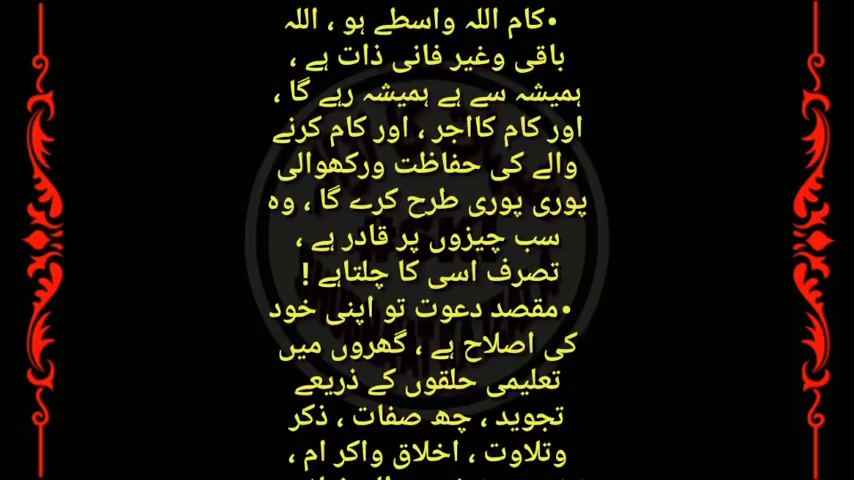 •کام اللہ واسطے ہو ، اللہ
باقی وغیر فانی ذات ہے ،
ہمیشہ سے ہے ہمیشہ رہے گا ،
اور کام کااجر ، اور کام کرنے
والے کی حفاظت ورکھوالی
پوری پوری طرح کرے گا ، وہ
سب چیزوں پر قادر ہے ،
تصرف اسی کا چلتاہے !
•مقصد دعوت تو اپنی خود
کی اصلاح ہے ، گھروں میں
تعلیمی حلقوں کے ذریعے
تجوید ، چھ صفات ، ذکر
وتلاوت ، اخلاق واکر ام ،